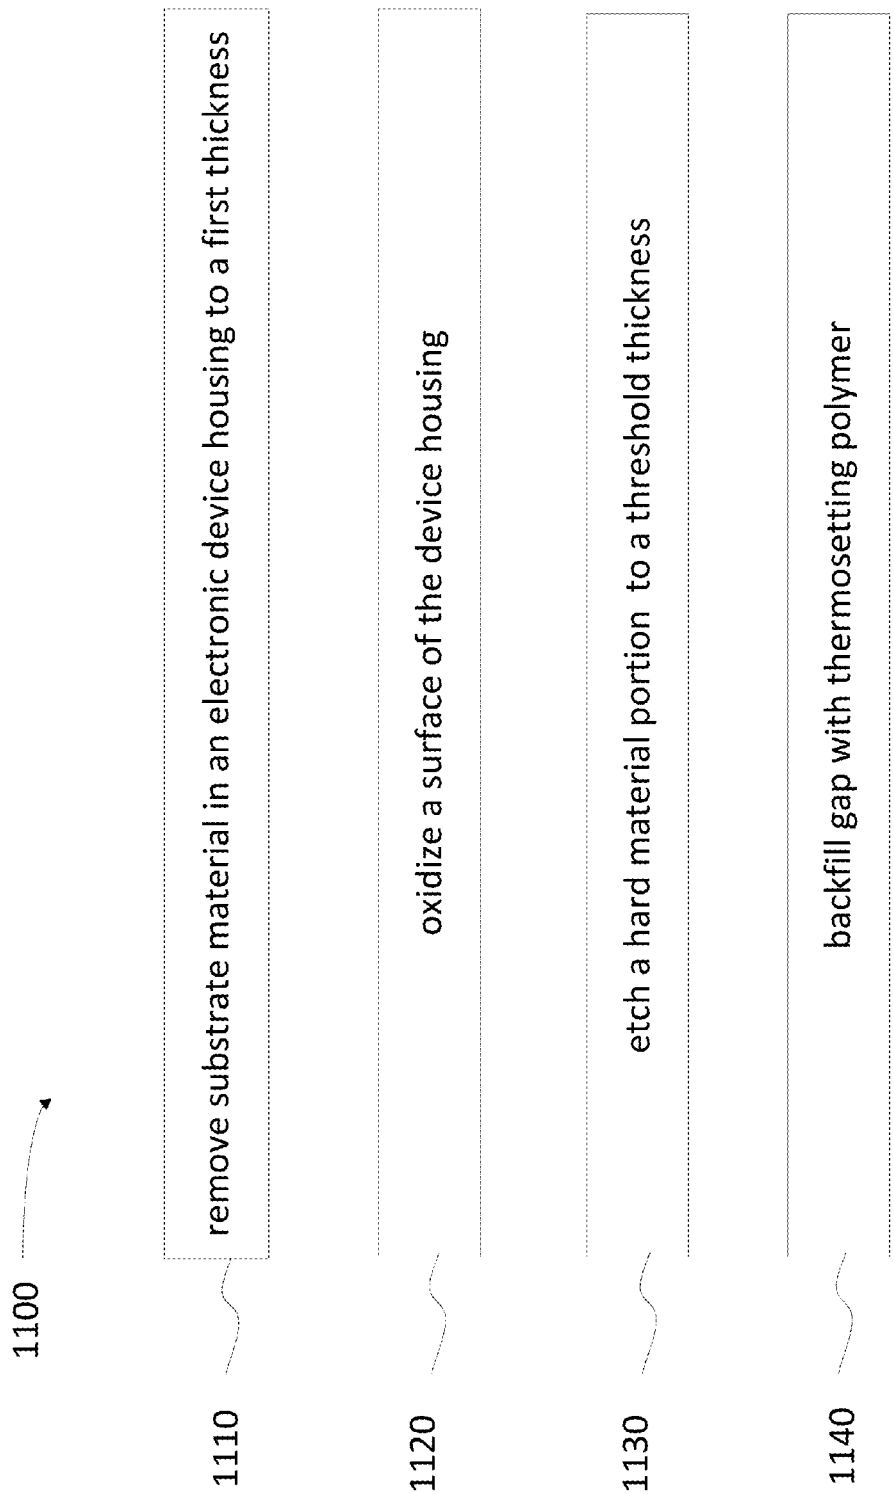 1100
1110 remove substrate material in an electronic device housing to a first thickness
1120 oxidize a surface of the device housing
1130 etch a hard material portion to a threshold thickness
1140 backfill gap with thermosetting polymer